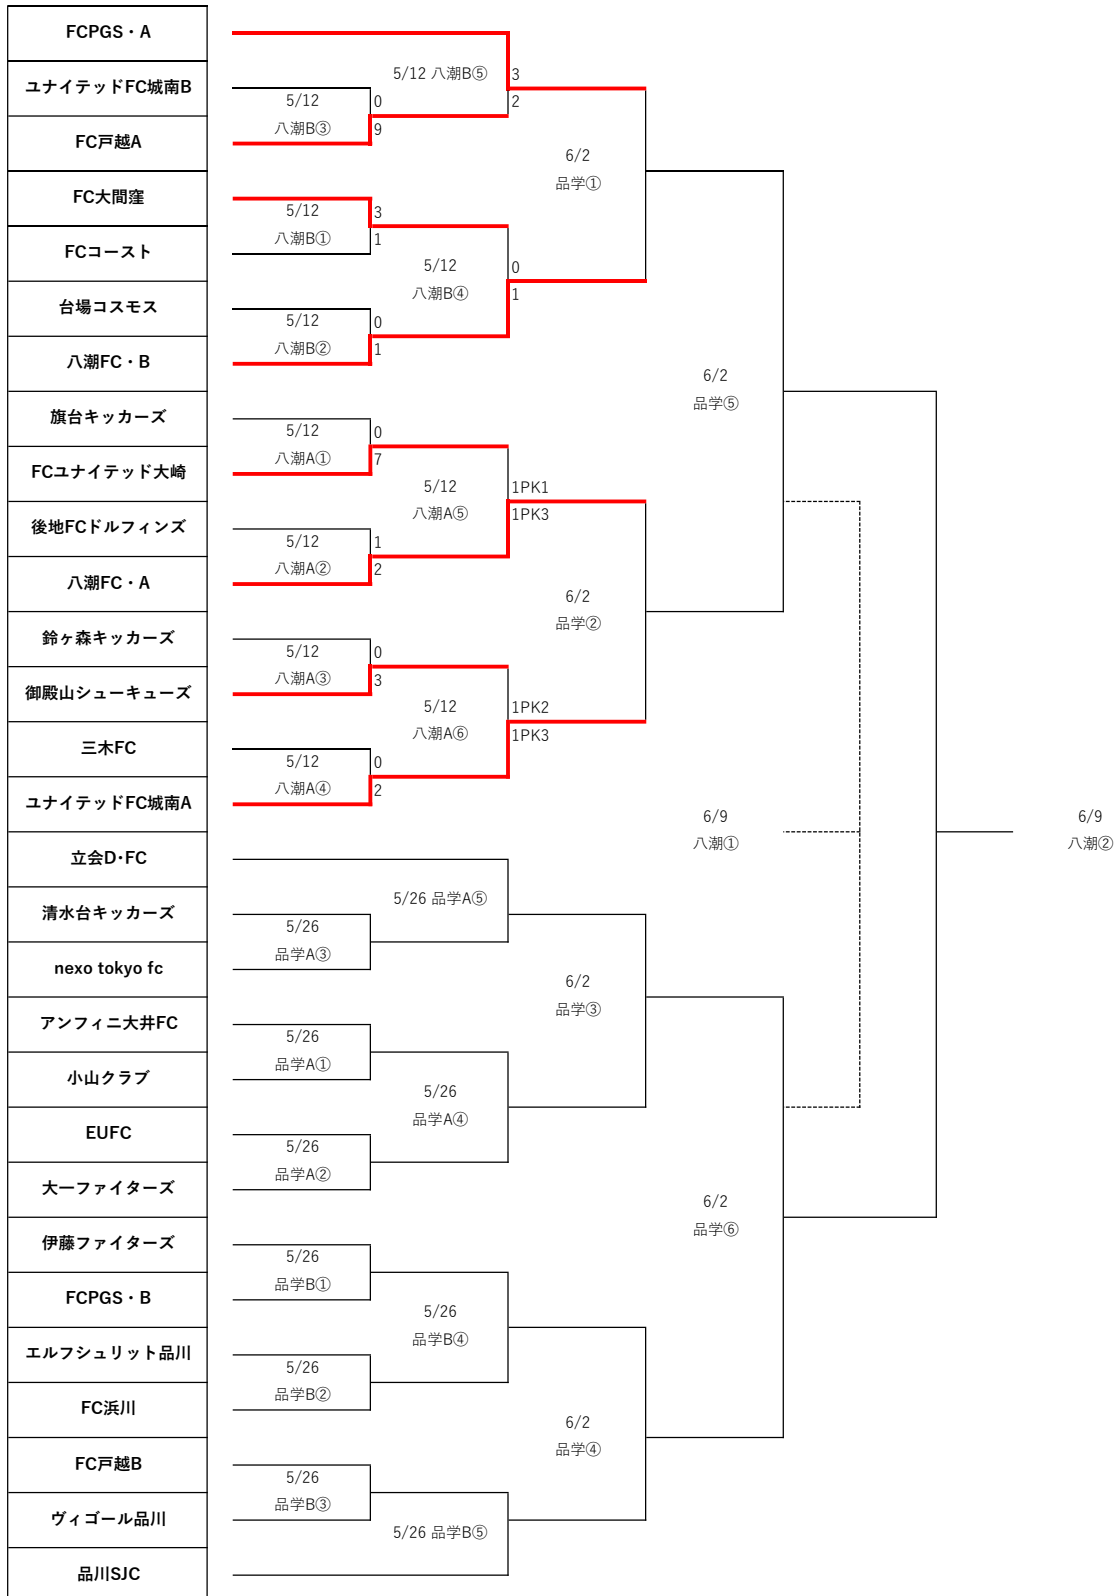 FCPGS・A
5/12 八潮B⑤
3
ユナイテッドFC城南B
5/12
0
2
八潮B③
9
FC戸越A
6/2
品学①
FC大間窪
5/12
3
八潮B①
1
FCコースト
5/12
0
八潮B④
1
台場コスモス
5/12
0
八潮B②
1
八潮FC・B
6/2
品学⑤
旗台キッカーズ
5/12
0
八潮A①
7
FCユナイテッド大崎
5/12
1PK1
八潮A⑤
1PK3
後地FCドルフィンズ
5/12
1
八潮A②
2
八潮FC・A
6/2
品学②
鈴ヶ森キッカーズ
5/12
0
八潮A③
3
御殿山シューキューズ
5/12
1PK2
八潮A⑥
1PK3
三木FC
5/12
0
八潮A④
2
ユナイテッドFC城南A
6/9
八潮①
6/9
八潮②
立会D・FC
5/26 品学A⑤
清水台キッカーズ
5/26
品学A③
nexo tokyo fc
6/2
品学③
アンフィニ大井FC
5/26
品学A①
小山クラブ
5/26
品学A④
EUFC
5/26
品学A②
大一ファイターズ
6/2
品学⑥
伊藤ファイターズ
5/26
品学B①
FCPGS・B
5/26
品学B④
エルフシュリット品川
5/26
品学B②
FC浜川
6/2
品学④
FC戸越B
5/26
品学B③
ヴィゴール品川
5/26 品学B⑤
品川SJC